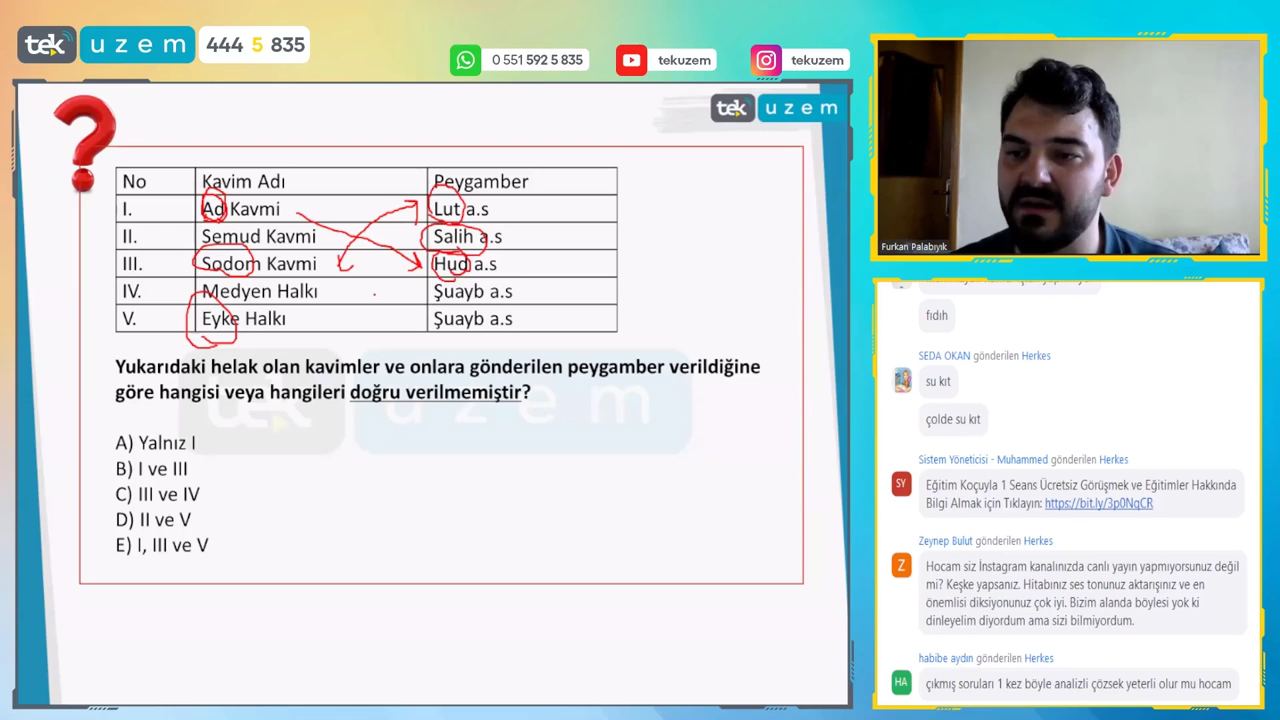 tek uzem 444 5 835
0 551 592 5 835
tekuzem
tekuzem
tek uzem
No Kavim Adı Peygamber
I. Ad Kavmi Lut a.s
II. Semud Kavmi Salih a.s
III. Sodom Kavmi Hud a.s
IV. Medyen Halkı Şuayb a.s
V. Eyke Halkı Şuayb a.s
Yukarıdaki helak olan kavimler ve onlara gönderilen peygamber verildiğine
göre hangisi veya hangileri doğru verilmemiştir?
tek uzem
A) Yalnız I
B) I ve III
C) III ve IV
D) II ve V
E) I, III ve V
Furkan Palabıyık
fıdıh
SEDA OKAN gönderilen Herkes
su kıt
çolde su kıt
Sistem Yöneticisi - Muhammed gönderilen Herkes
SY
Eğitim Koçuyla 1 Seans Ücretsiz Görüşmek ve Eğitimler Hakkında
Bilgi Almak için Tıklayın: https://bit.ly/3p0NqCR
Zeynep Bulut gönderilen Herkes
Z
Hocam siz İnstagram kanalınızda canlı yayın yapmıyorsunuz değil
mi? Keşke yapsanız. Hitabınız ses tonunuz aktarışınız ve en
önemlisi diksiyonunuz çok iyi. Bizim alanda böylesi yok ki
dinleyelim diyordum ama sizi bilmiyordum.
habibe aydın gönderilen Herkes
HA
çıkmış soruları 1 kez böyle analizli çözsek yeterli olur mu hocam